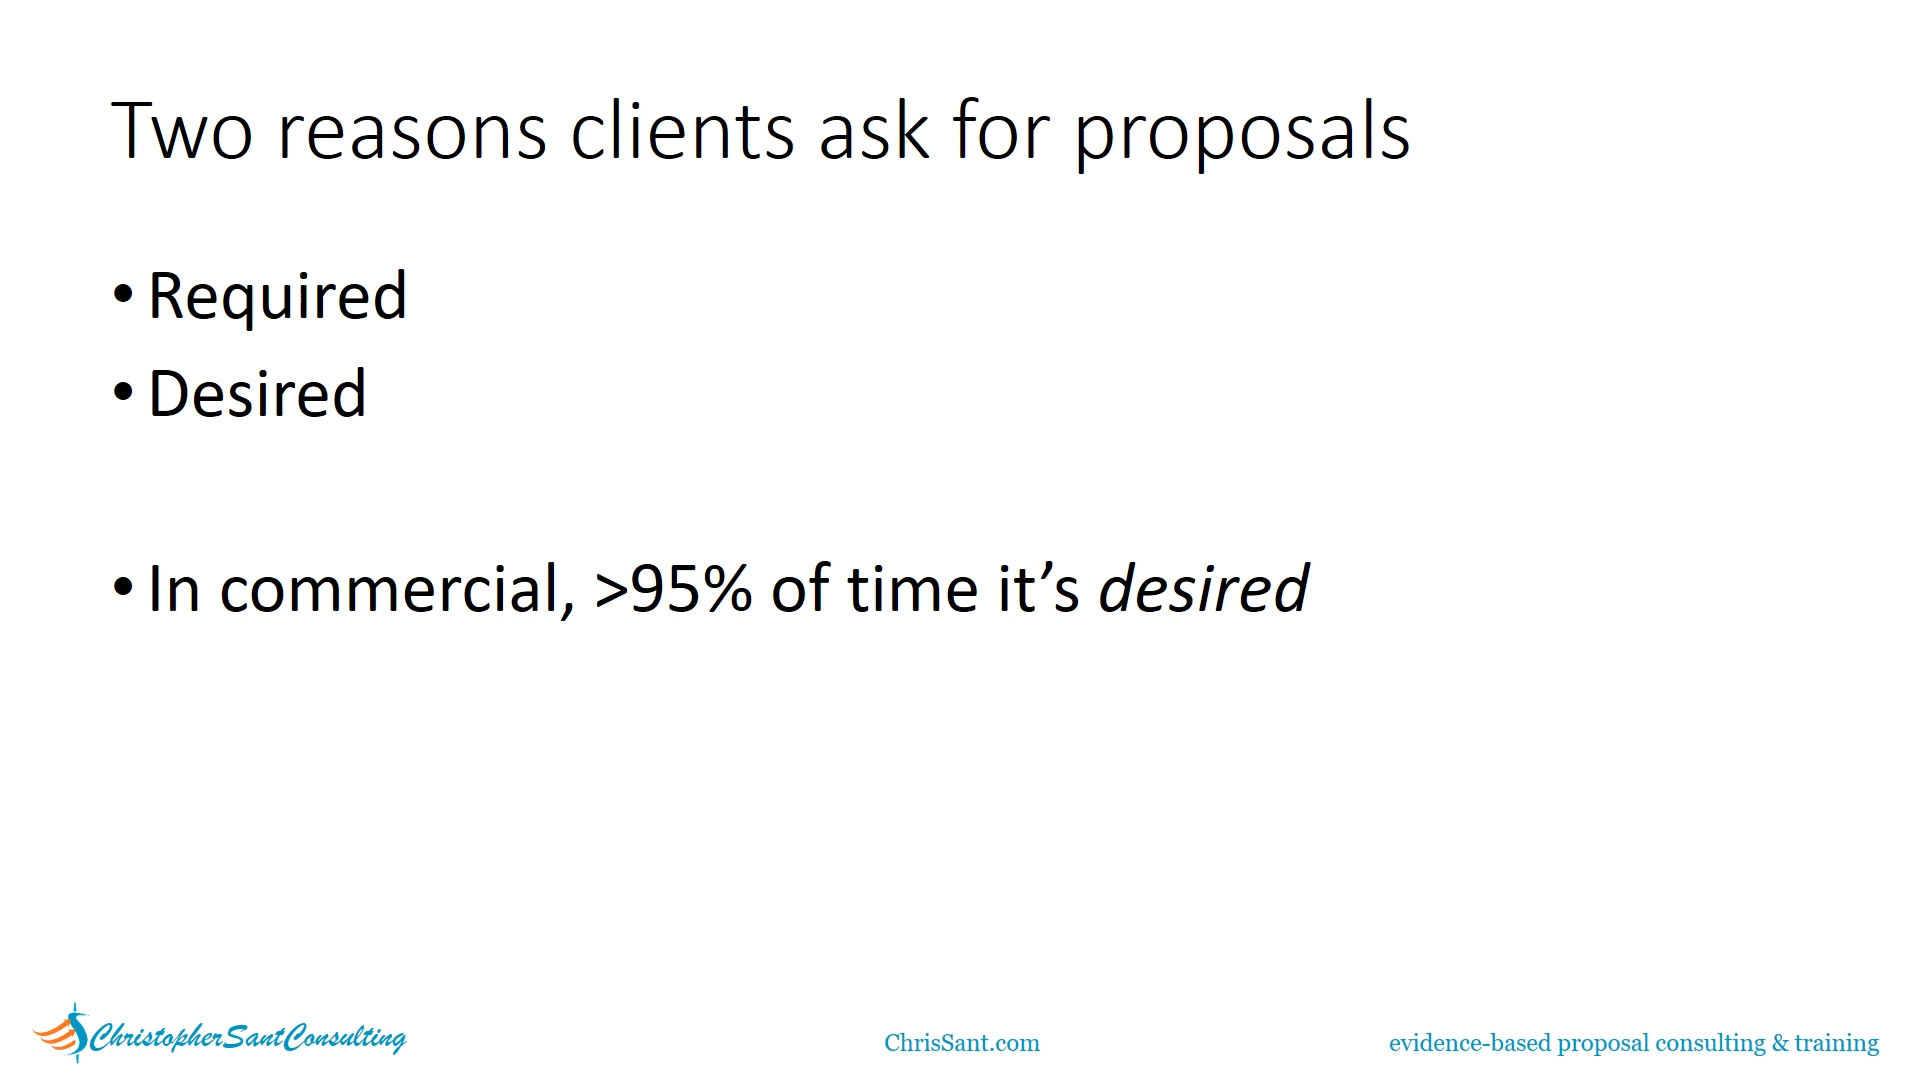 Two reasons clients ask for proposals
• Required
• Desired
• In commercial, >95% of time it’s desired
ChristopherSantConsulting
ChrisSant.com
evidence-based proposal consulting & training